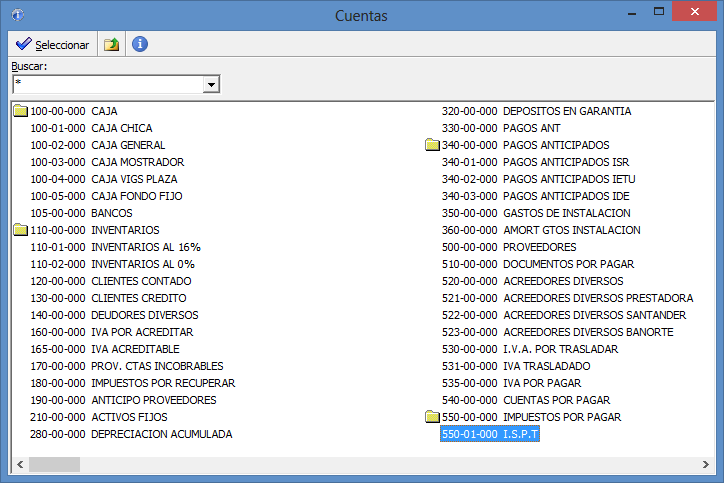 Cuentas
Seleccionar
Buscar:
*
100-00-000 CAJA
100-01-000 CAJA CHICA
100-02-000 CAJA GENERAL
100-03-000 CAJA MOSTRADOR
100-04-000 CAJA VIGS PLAZA
100-05-000 CAJA FONDO FIJO
105-00-000 BANCOS
110-00-000 INVENTARIOS
110-01-000 INVENTARIOS AL 16%
110-02-000 INVENTARIOS AL 0%
120-00-000 CLIENTES CONTADO
130-00-000 CLIENTES CREDITO
140-00-000 DEUDORES DIVERSOS
160-00-000 IVA POR ACREDITAR
165-00-000 IVA ACREDITABLE
170-00-000 PROV. CTAS INCOBRABLES
180-00-000 IMPUESTOS POR RECUPERAR
190-00-000 ANTICIPO PROVEEDORES
210-00-000 ACTIVOS FIJOS
280-00-000 DEPRECIACION ACUMULADA
320-00-000 DEPOSITOS EN GARANTIA
330-00-000 PAGOS ANT
340-00-000 PAGOS ANTICIPADOS
340-01-000 PAGOS ANTICIPADOS ISR
340-02-000 PAGOS ANTICIPADOS IETU
340-03-000 PAGOS ANTICIPADOS IDE
350-00-000 GASTOS DE INSTALACION
360-00-000 AMORT GTOS INSTALACION
500-00-000 PROVEEDORES
510-00-000 DOCUMENTOS POR PAGAR
520-00-000 ACREEDORES DIVERSOS
521-00-000 ACREEDORES DIVERSOS PRESTADORA
522-00-000 ACREEDORES DIVERSOS SANTANDER
523-00-000 ACREEDORES DIVERSOS BANORTE
530-00-000 I.V.A. POR TRASLADAR
531-00-000 IVA TRASLADADO
535-00-000 IVA POR PAGAR
540-00-000 CUENTAS POR PAGAR
550-00-000 IMPUESTOS POR PAGAR
550-01-000 I.S.P.T